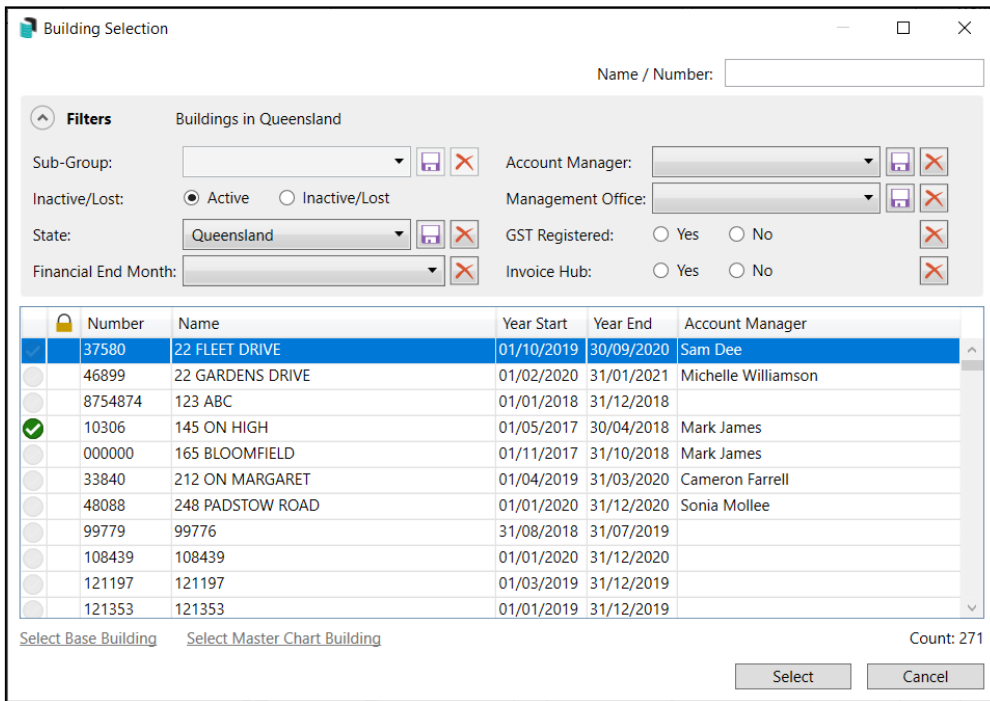 Building Selection
Name / Number:
Filters Buildings in Queensland
Sub-Group: Account Manager:
Inactive/Lost: Active Inactive/Lost Management Office:
State: Queensland GST Registered: Yes No
Financial End Month: Invoice Hub: Yes No
Number Name Year Start Year End Account Manager
37580 22 FLEET DRIVE 01/10/2019 30/09/2020 Sam Dee
46899 22 GARDENS DRIVE 01/02/2020 31/01/2021 Michelle Williamson
8754874 123 ABC 01/01/2018 31/12/2018
10306 145 ON HIGH 01/05/2017 30/04/2018 Mark James
000000 165 BLOOMFIELD 01/11/2017 31/10/2018 Mark James
33840 212 ON MARGARET 01/04/2019 31/03/2020 Cameron Farrell
48088 248 PADSTOW ROAD 01/01/2020 31/12/2020 Sonia Mollee
99779 99776 31/08/2018 31/07/2019
108439 108439 01/01/2020 31/12/2020
121197 121197 01/03/2019 31/12/2019
121353 121353 01/01/2019 31/12/2019
Select Base Building Select Master Chart Building Count: 271
Select Cancel